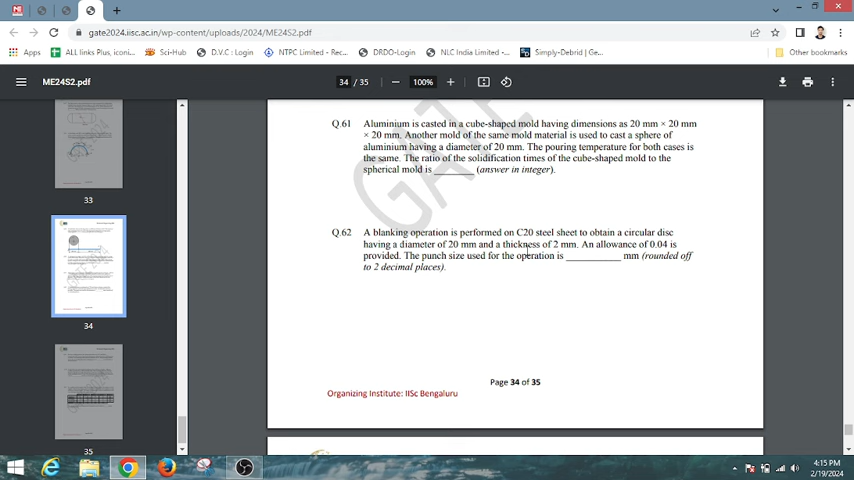 gate2024.iisc.ac.in/wp-content/uploads/2024/ME24S2.pdf
Apps ALL links Plus, iconi... Sci-Hub D.V.C : Login NTPC Limited - Rec... DRDO-Login NLC India Limited -... Simply-Debrid | Ge... Other bookmarks
ME24S2.pdf 34 / 35 100%
33
34
35
GATE
Q.61 Aluminium is casted in a cube-shaped mold having dimensions as 20 mm × 20 mm
× 20 mm. Another mold of the same mold material is used to cast a sphere of
aluminium having a diameter of 20 mm. The pouring temperature for both cases is
the same. The ratio of the solidification times of the cube-shaped mold to the
spherical mold is ________ (answer in integer).
Q.62 A blanking operation is performed on C20 steel sheet to obtain a circular disc
having a diameter of 20 mm and a thickness of 2 mm. An allowance of 0.04 is
provided. The punch size used for the operation is ___________ mm (rounded off
to 2 decimal places).
Page 34 of 35
Organizing Institute: IISc Bengaluru
4:15 PM
2/19/2024